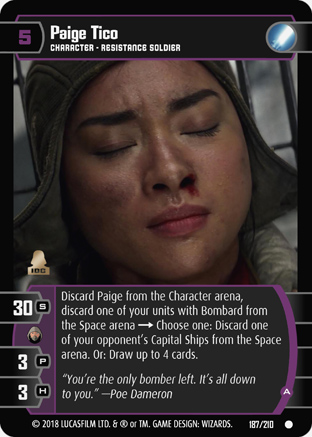 5
Paige Tico
CHARACTER - RESISTANCE SOLDIER
30 S
3 P
3 H
Discard Paige from the Character arena,
discard one of your units with Bombard from
the Space arena → Choose one: Discard one
of your opponent's Capital Ships from the Space
arena. Or: Draw up to 4 cards.
"You're the only bomber left. It's all down
to you." —Poe Dameron
A
© 2018 LUCASFILM LTD. & ® OR TM. GAME DESIGN: WIZARDS.
187/210